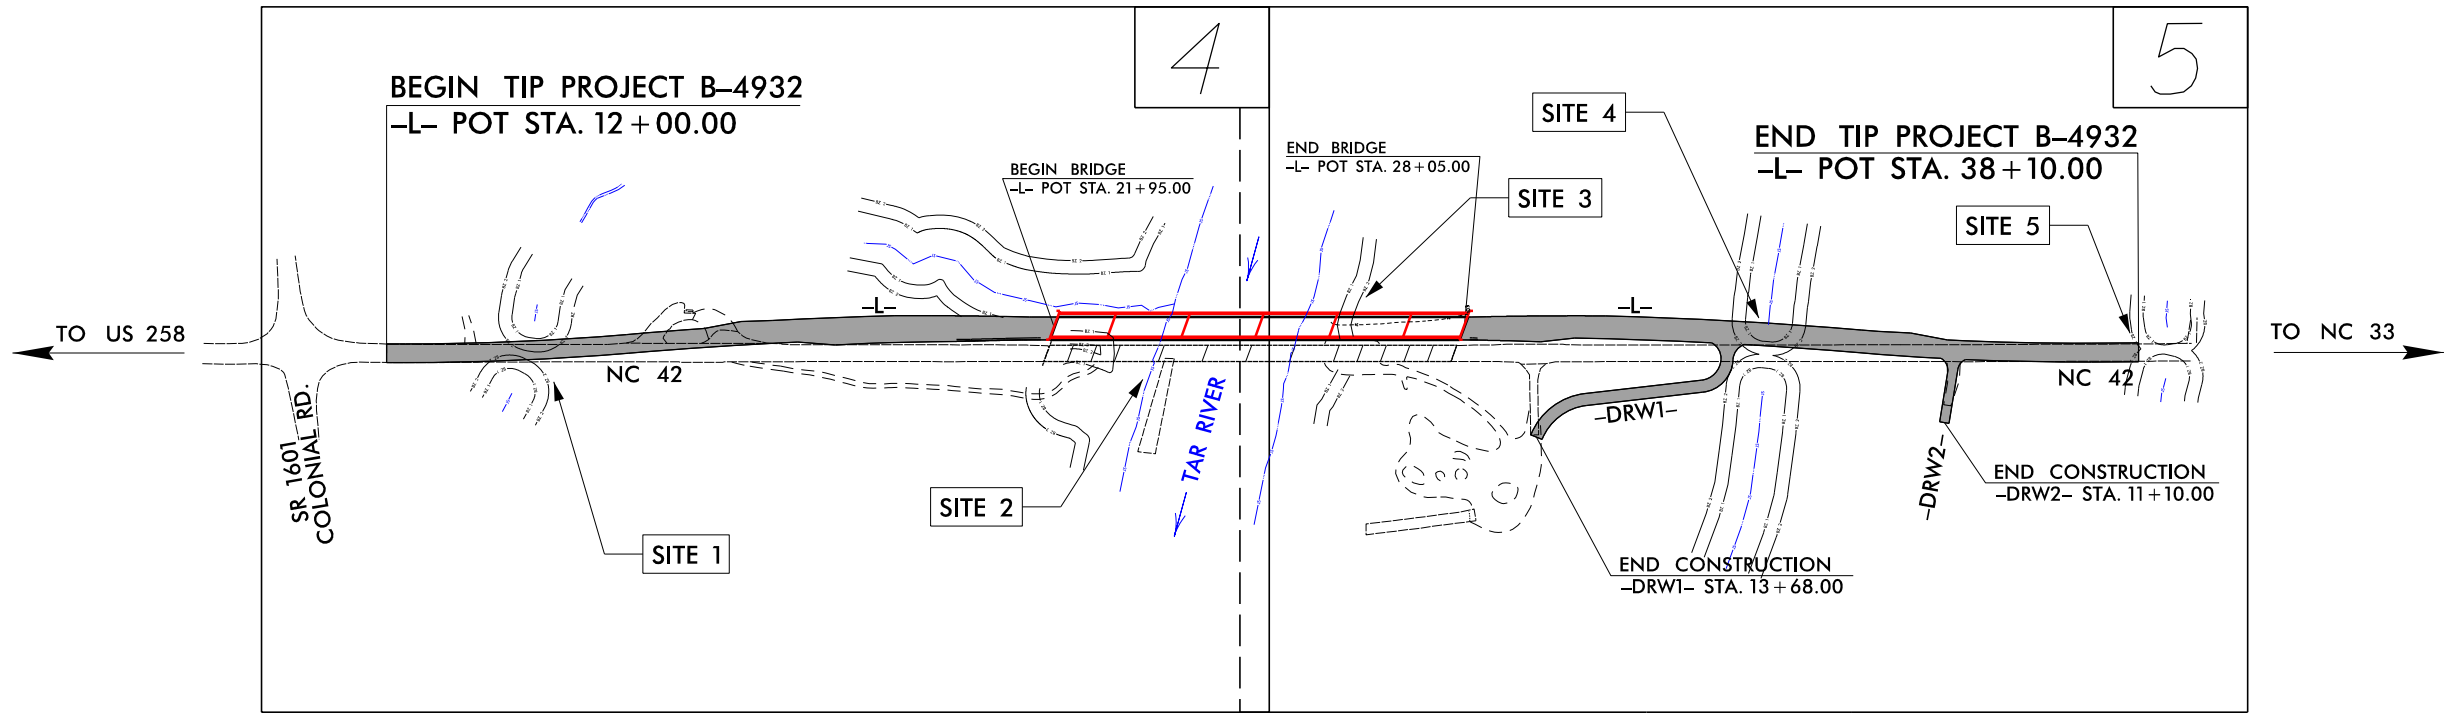 4
5
BEGIN TIP PROJECT B–4932
–L– POT STA. 12+00.00
SITE 4
END TIP PROJECT B–4932
–L– POT STA. 38+10.00
BEGIN BRIDGE
–L– POT STA. 21+95.00
END BRIDGE
–L– POT STA. 28+05.00
SITE 3
SITE 5
–L–
–L–
TO US 258
TO NC 33
NC 42
NC 42
SR 1601
COLONIAL RD.
TAR RIVER
–DRW1–
–DRW2–
SITE 2
SITE 1
END CONSTRUCTION
–DRW2– STA. 11+10.00
END CONSTRUCTION
–DRW1– STA. 13+68.00